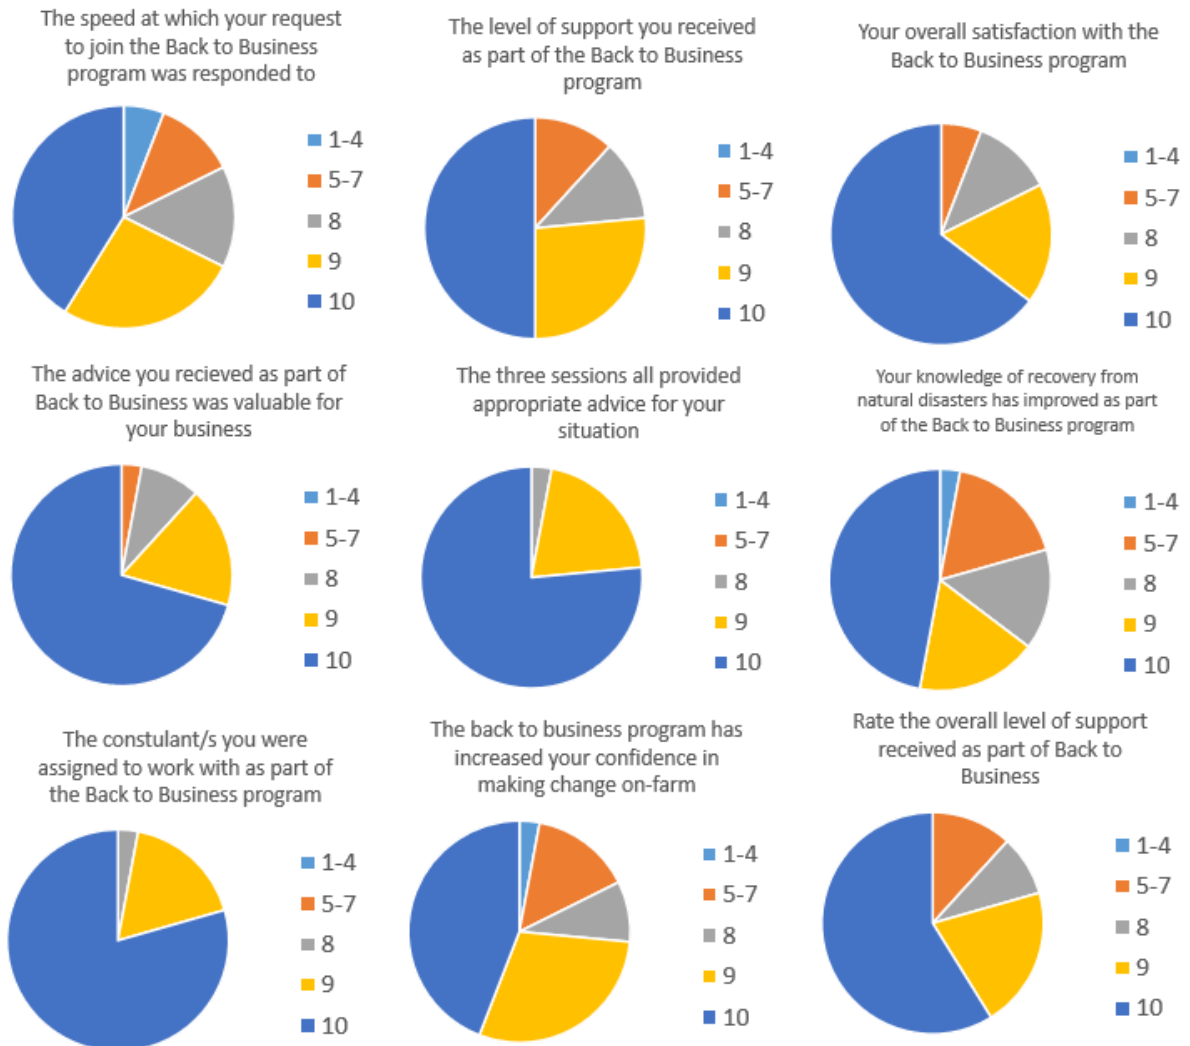 The speed at which your request
to join the Back to Business
program was responded to
1-4
5-7
8
9
10
The level of support you received
as part of the Back to Business
program
1-4
5-7
8
9
10
Your overall satisfaction with the
Back to Business program
1-4
5-7
8
9
10
The advice you recieved as part of
Back to Business was valuable for
your business
1-4
5-7
8
9
10
The three sessions all provided
appropriate advice for your
situation
1-4
5-7
8
9
10
Your knowledge of recovery from
natural disasters has improved as part
of the Back to Business program
1-4
5-7
8
9
10
The constulant/s you were
assigned to work with as part of
the Back to Business program
1-4
5-7
8
9
10
The back to business program has
increased your confidence in
making change on-farm
1-4
5-7
8
9
10
Rate the overall level of support
received as part of Back to
Business
1-4
5-7
8
9
10